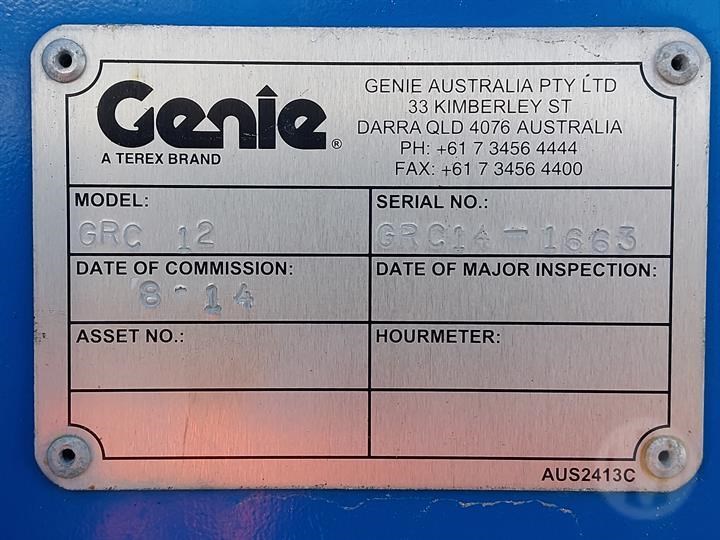 Genie®
A TEREX BRAND
GENIE AUSTRALIA PTY LTD
33 KIMBERLEY ST
DARRA QLD 4076 AUSTRALIA
PH: +61 7 3456 4444
FAX: +61 7 3456 4400
MODEL:
GRC 12
SERIAL NO.:
GRC14-1663
DATE OF COMMISSION:
8-14
DATE OF MAJOR INSPECTION:
ASSET NO.:
HOURMETER:
AUS2413C